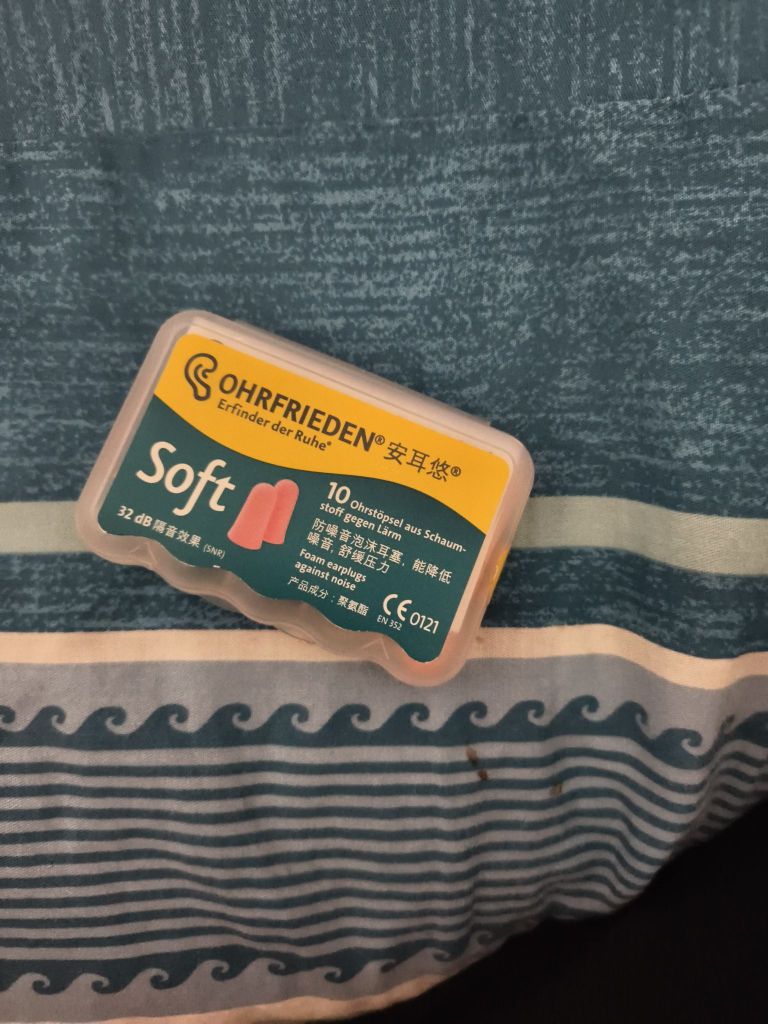 OHRFRIEDEN® 安耳悠®
Erfinder der Ruhe®
Soft
32 dB 隔音效果 (SNR)
10 Ohrstöpsel aus Schaum-
stoff gegen Lärm
防噪音泡沫耳塞，能降低
噪音, 舒缓压力
Foam earplugs
against noise
产品成分：聚氨酯
CE 0121
EN 352